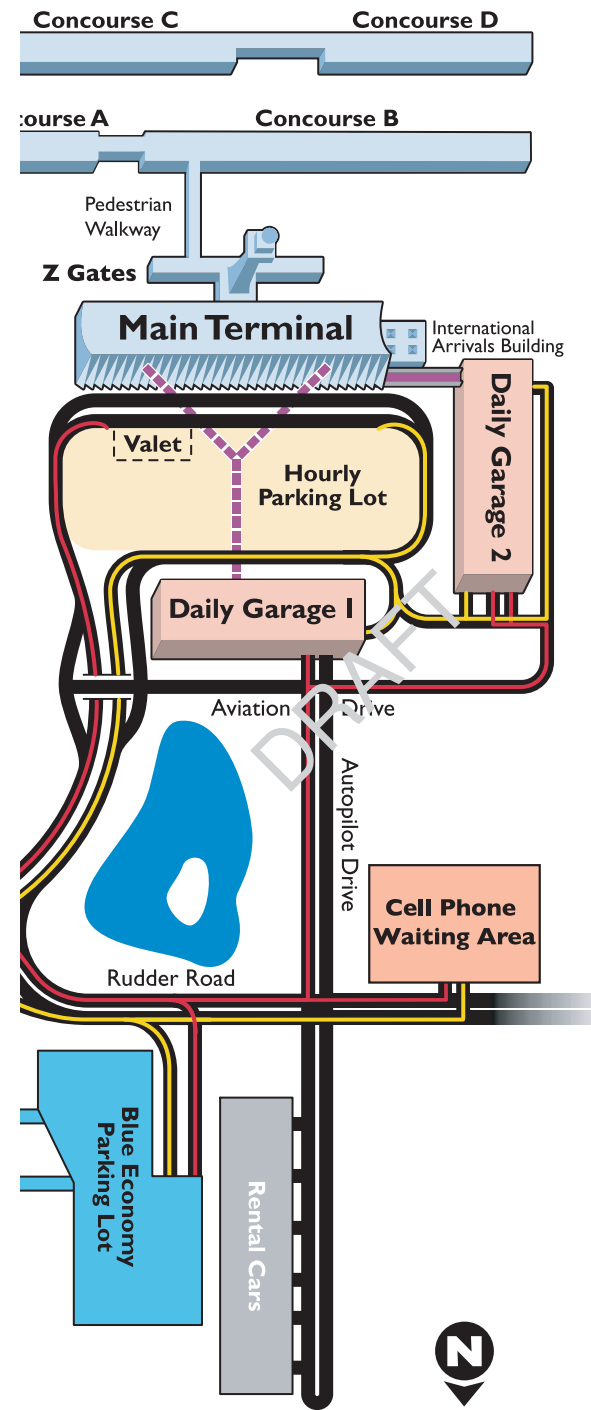 Concourse C
Concourse D
course A
Concourse B
Pedestrian
Walkway
Z Gates
Main Terminal
International
Arrivals Building
Daily Garage 2
Valet
Hourly
Parking Lot
Daily Garage 1
DRAFT
Aviation Drive
Autopilot Drive
Cell Phone
Waiting Area
Rudder Road
Blue Economy
Parking Lot
Rental Cars
N